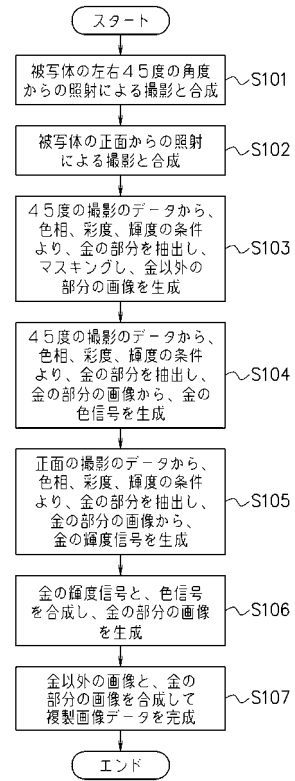 スタート
被写体の左右45度の角度
からの照射による撮影と合成
S101
被写体の正面からの照射
による撮影と合成
S102
45度の撮影のデータから、
色相、彩度、輝度の条件
より、金の部分を抽出し、
マスキングし、金以外の
部分の画像を生成
S103
45度の撮影のデータから、
色相、彩度、輝度の条件
より、金の部分を抽出し、
金の部分の画像から、金の
色信号を生成
S104
正面の撮影のデータから、
色相、彩度、輝度の条件
より、金の部分を抽出し、
金の部分の画像から、
金の輝度信号を生成
S105
金の輝度信号と、色信号
を合成し、金の部分の画像
を生成
S106
金以外の画像と、金の
部分の画像を合成して
複製画像データを完成
S107
エンド